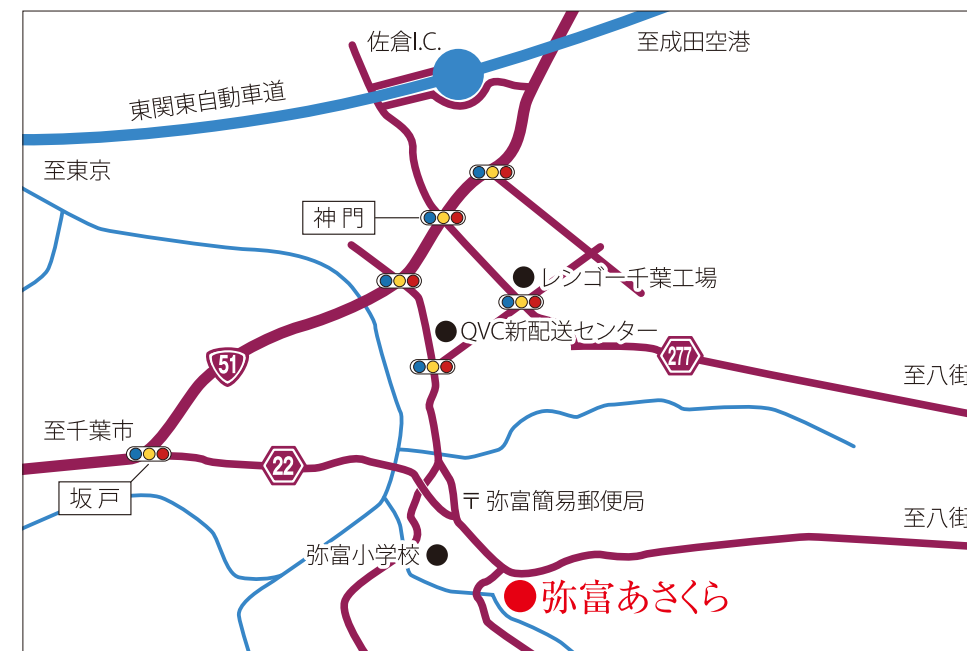 佐倉I.C.
至成田空港
東関東自動車道
至東京
神門
レンゴー千葉工場
QVC新配送センター
277
51
至八街
至千葉市
22
坂戸
〒弥富簡易郵便局
至八街
弥富小学校
弥富あさくら